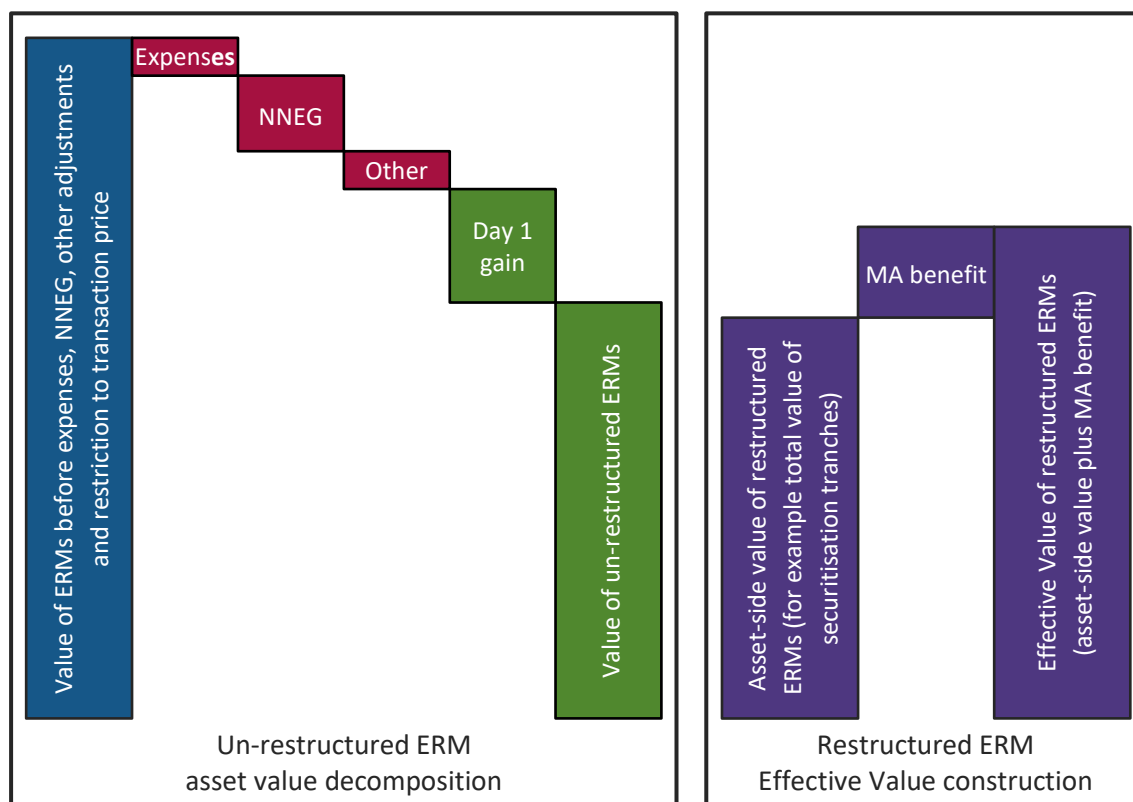 Value of ERMs before expenses, NNEG, other adjustments
and restriction to transaction price
Expenses
NNEG
Other
Day 1
gain
Value of un-restructured ERMs
Un-restructured ERM
asset value decomposition
Asset-side value of restructured
ERMs (for example total value of
securitisation tranches)
MA benefit
Effective Value of restructured ERMs
(asset-side value plus MA benefit)
Restructured ERM
Effective Value construction